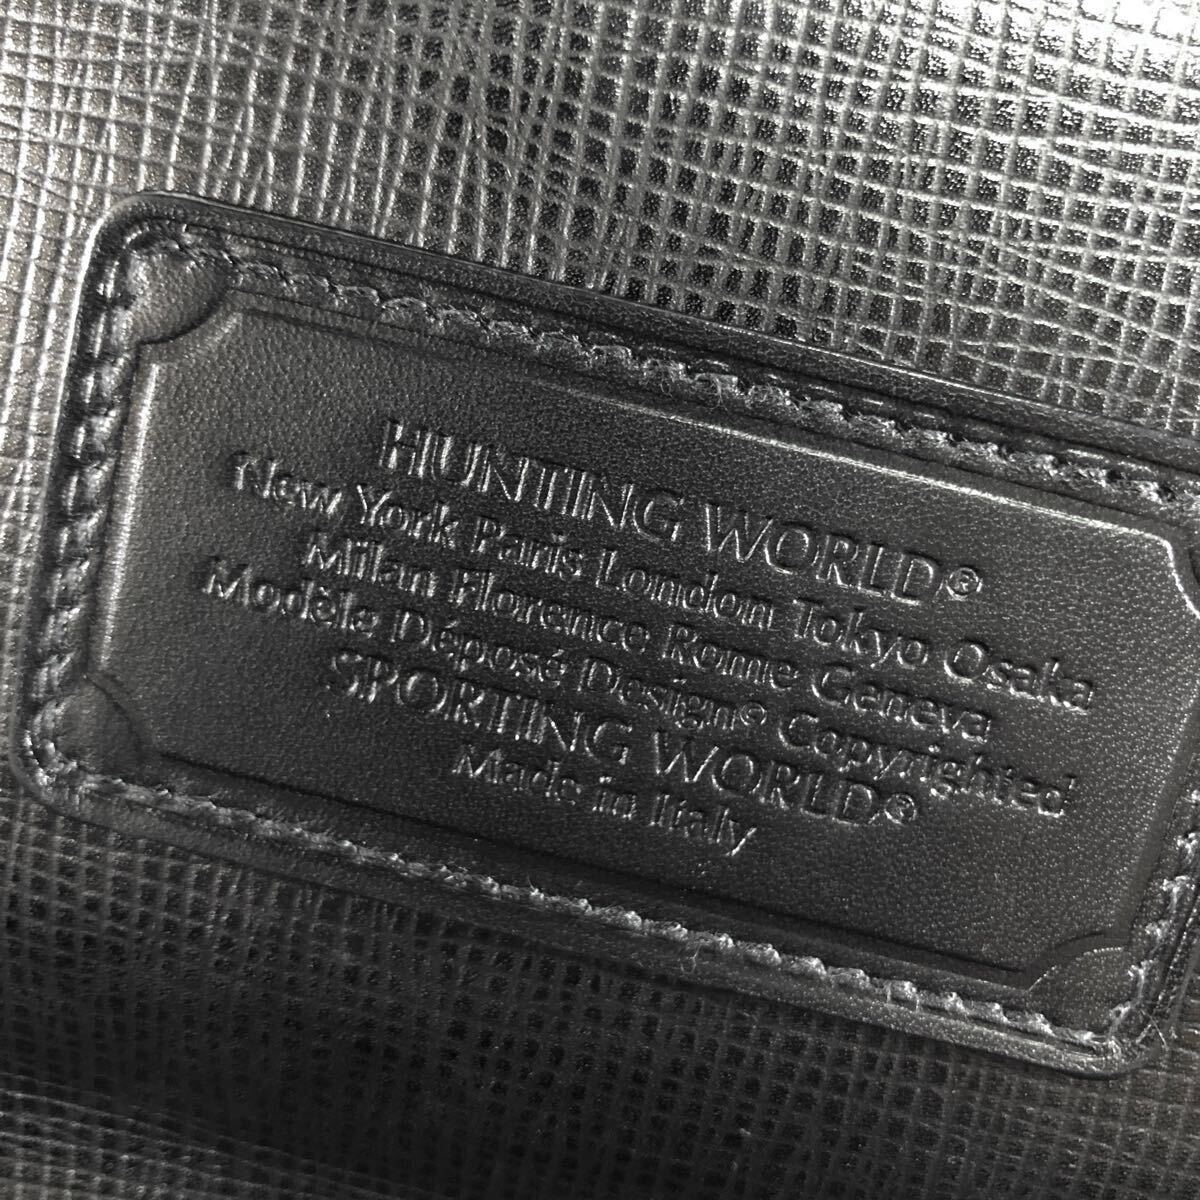 HUNTING WORLD®
New York Paris London Tokyo Osaka
Milan Florence Rome Geneva
Modèle Déposé Design© Copyrighted
SPORTING WORLD®
Made in Italy